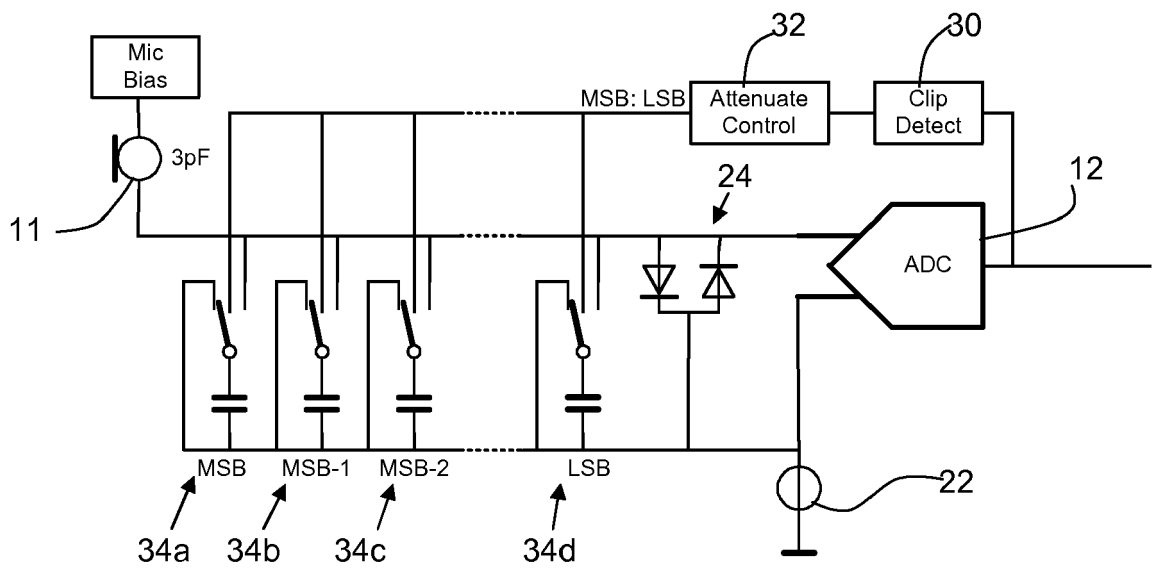 32
30
Mic
Bias
MSB: LSB
Attenuate
Control
Clip
Detect
3pF
24
12
11
ADC
MSB
MSB-1
MSB-2
LSB
22
34a
34b
34c
34d